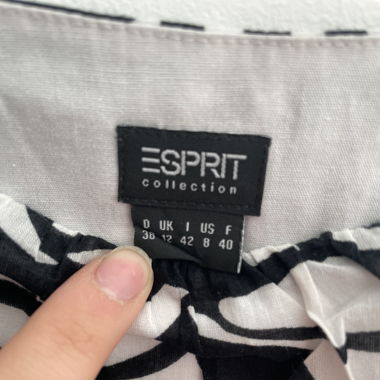 ESPRIT
collection
D UK I US F
38 12 42 8 40